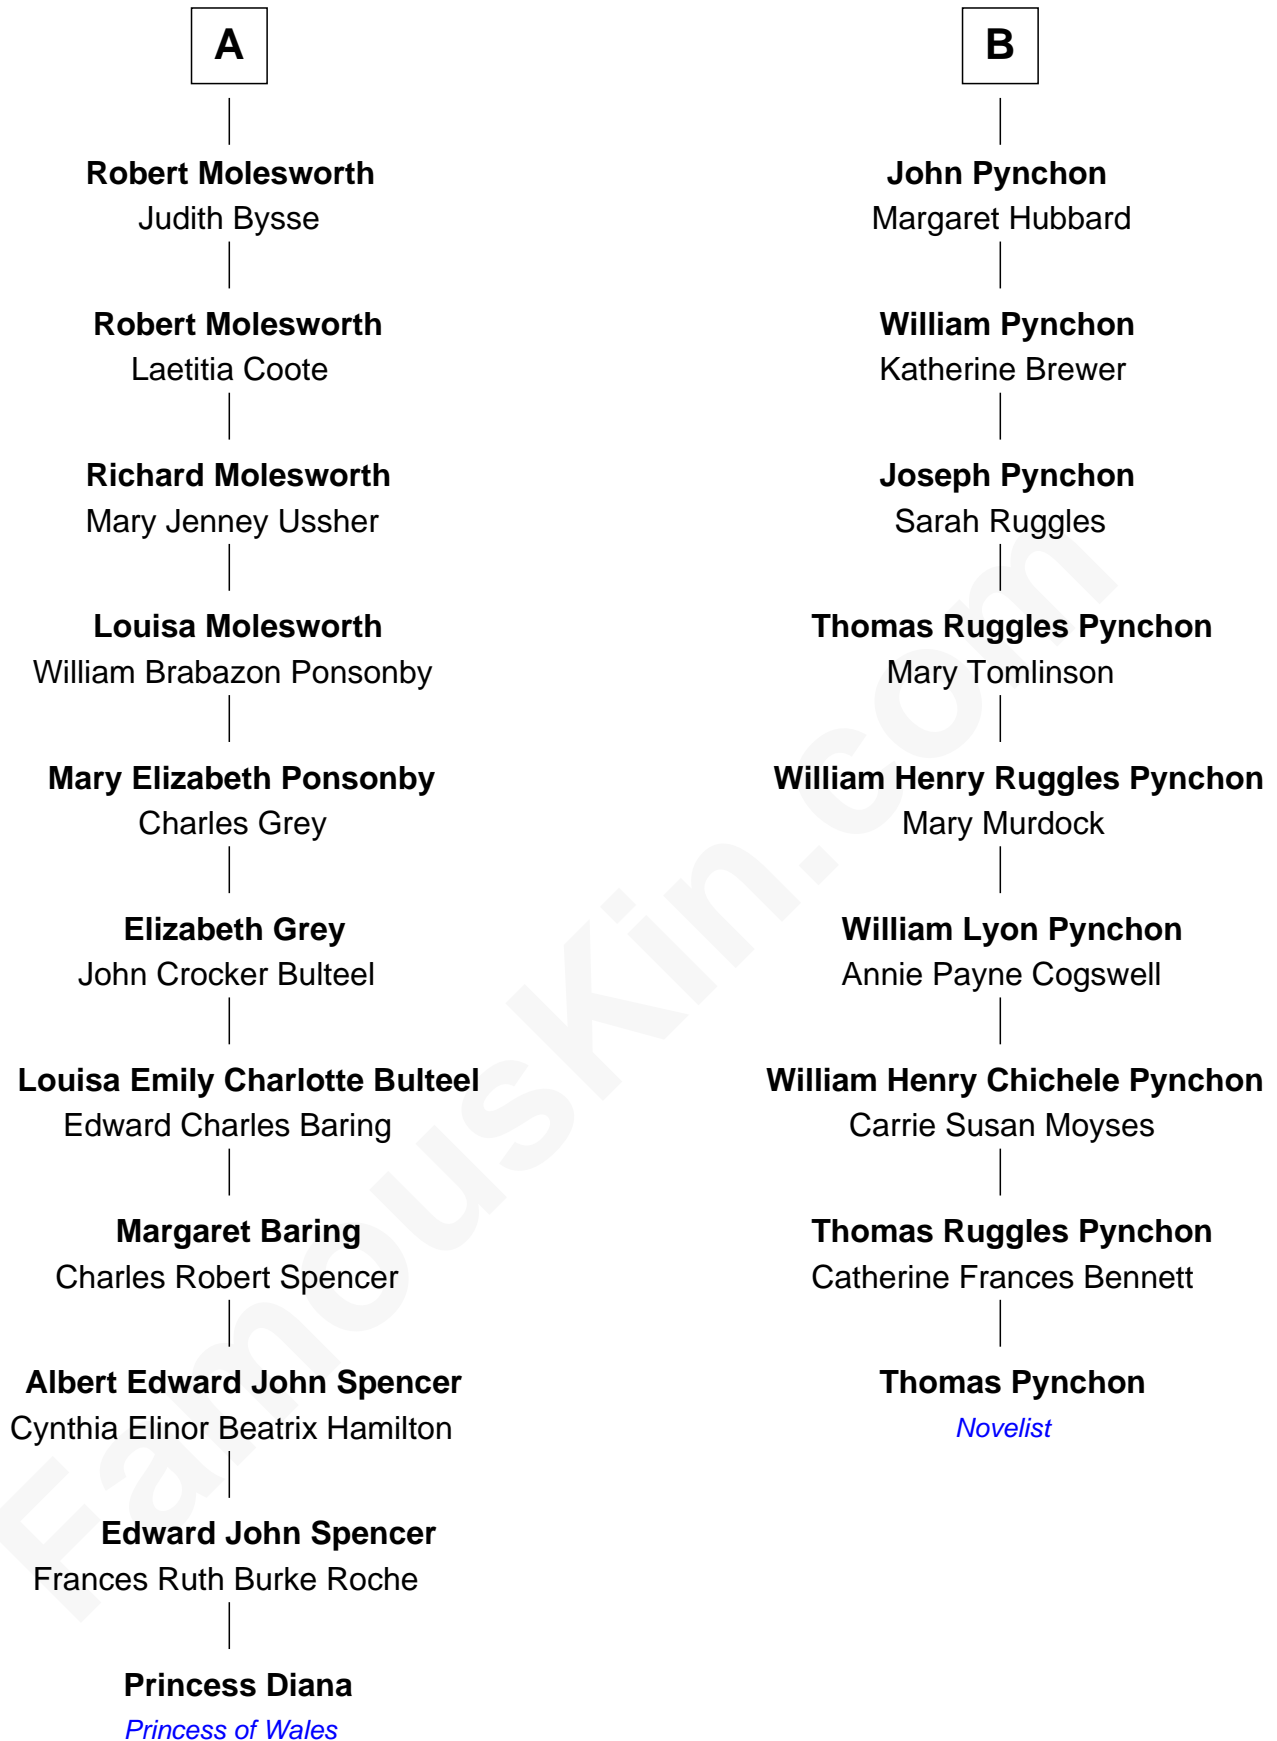 A
Robert Molesworth
Judith Bysse
Robert Molesworth
Laetitia Coote
Richard Molesworth
Mary Jenney Ussher
Louisa Molesworth
William Brabazon Ponsonby
Mary Elizabeth Ponsonby
Charles Grey
Elizabeth Grey
John Crocker Bulteel
Louisa Emily Charlotte Bulteel
Edward Charles Baring
Margaret Baring
Charles Robert Spencer
Albert Edward John Spencer
Cynthia Elinor Beatrix Hamilton
Edward John Spencer
Frances Ruth Burke Roche
Princess Diana
Princess of Wales
B
John Pynchon
Margaret Hubbard
William Pynchon
Katherine Brewer
Joseph Pynchon
Sarah Ruggles
Thomas Ruggles Pynchon
Mary Tomlinson
William Henry Ruggles Pynchon
Mary Murdock
William Lyon Pynchon
Annie Payne Cogswell
William Henry Chichele Pynchon
Carrie Susan Moyses
Thomas Ruggles Pynchon
Catherine Frances Bennett
Thomas Pynchon
Novelist
FamousKin.com